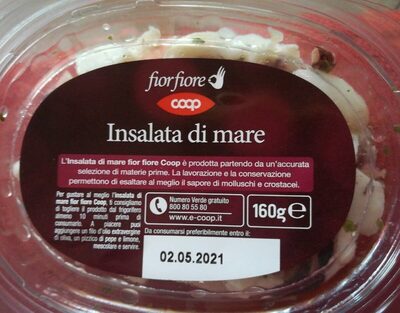 fiorfiore
coop
Insalata di mare
L'Insalata di mare fior fiore Coop è prodotta partendo da un'accurata
selezione di materie prime. La lavorazione e la conservazione
permettono di esaltare al meglio il sapore di molluschi e crostacei.
Per gustare al meglio l'insalata di
mare fior fiore Coop, ti consigliamo
di togliere il prodotto dal frigorifero
almeno 10 minuti prima di
consumarlo. A piacere puoi
aggiungere un filo d'olio extravergine
di oliva, un pizzico di pepe e limone,
mescolare e servire.
Numero Verde gratuito
800 80 55 80
www.e-coop.it
160g e
Da consumarsi preferibilmente entro il:
02.05.2021